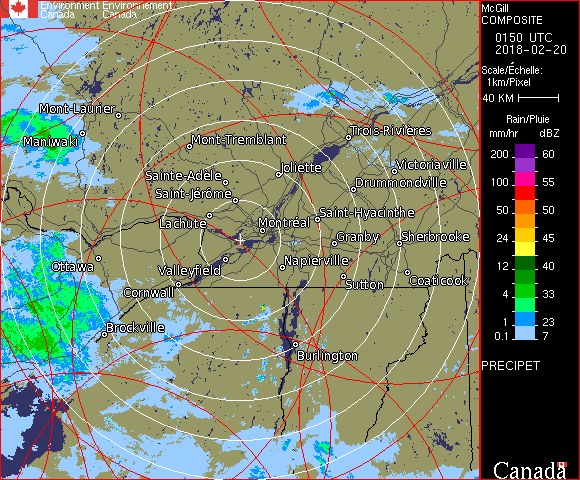 Environment Environnement
Canada Canada
McGill
COMPOSITE
0150 UTC
2018-02-20
Scale/Échelle:
1km/Pixel
40 KM
Rain/Pluie
mm/hr dBZ
200 60
55
100 55
50 50
24 45
12 40
4 33
1 23
0.1 7
PRECIPET
Canada
Mont-Laurier
Maniwaki
Mont-Tremblant
Trois-Rivières
Joliette
Victoriaville
Sainte-Adèle
Saint-Jérôme
Drummondville
Lachute
Montréal
Saint-Hyacinthe
Granby
Sherbrooke
Ottawa
Valleyfield
Napierville
Cornwall
Sutton
Coaticook
Brockville
Burlington